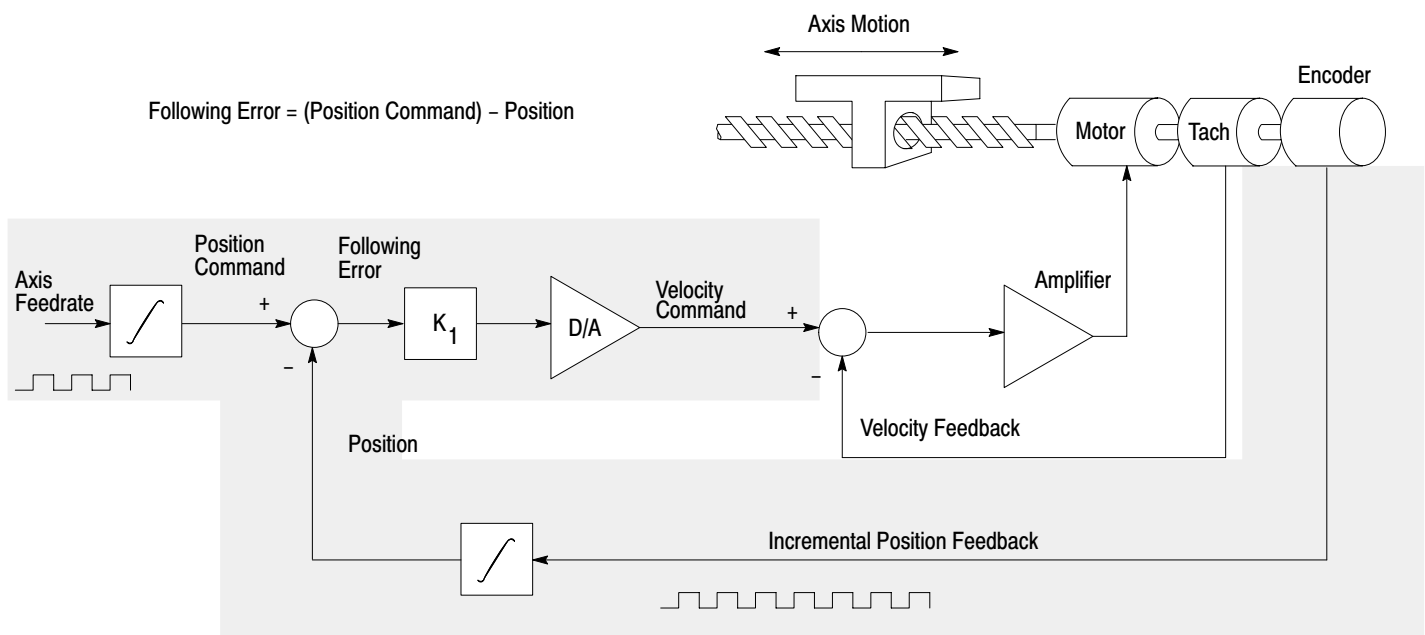 Axis Motion
Encoder
Following Error = (Position Command) – Position
Motor
Tach
Position
Command
Following
Error
Axis
Feedrate
Velocity
Command
Amplifier
+
+
K1
D/A
–
–
Velocity Feedback
Position
Incremental Position Feedback